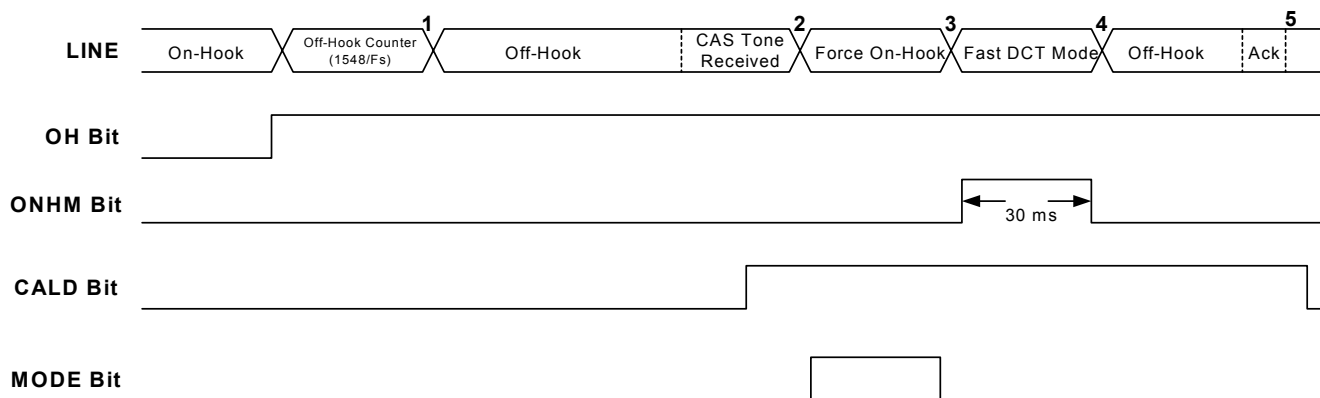 1 2 3 4 5
LINE On-Hook Off-Hook Counter (1548/Fs) Off-Hook CAS Tone Received Force On-Hook Fast DCT Mode Off-Hook Ack
OH Bit
ONHM Bit
30 ms
CALD Bit
MODE Bit